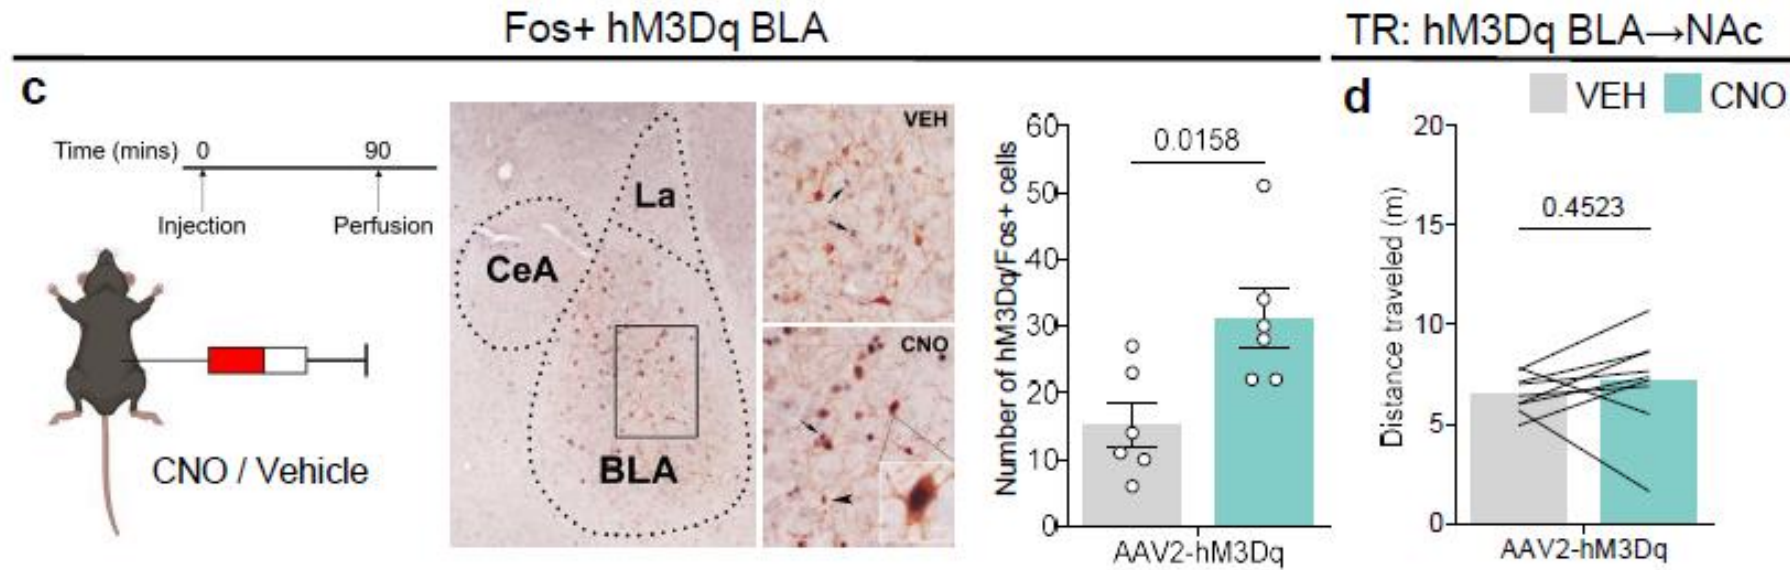 Fos+ hM3Dq BLA
TR: hM3Dq BLA→NAc
c
Time (mins) 0 90
Injection Perfusion
CNO / Vehicle
La
CeA
BLA
VEH
CNO
Number of hM3Dq/Fos+ cells
60
50
40
30
20
10
0
0.0158
AAV2-hM3Dq
d
VEH CNO
Distance traveled (m)
20
15
10
5
0
0.4523
AAV2-hM3Dq